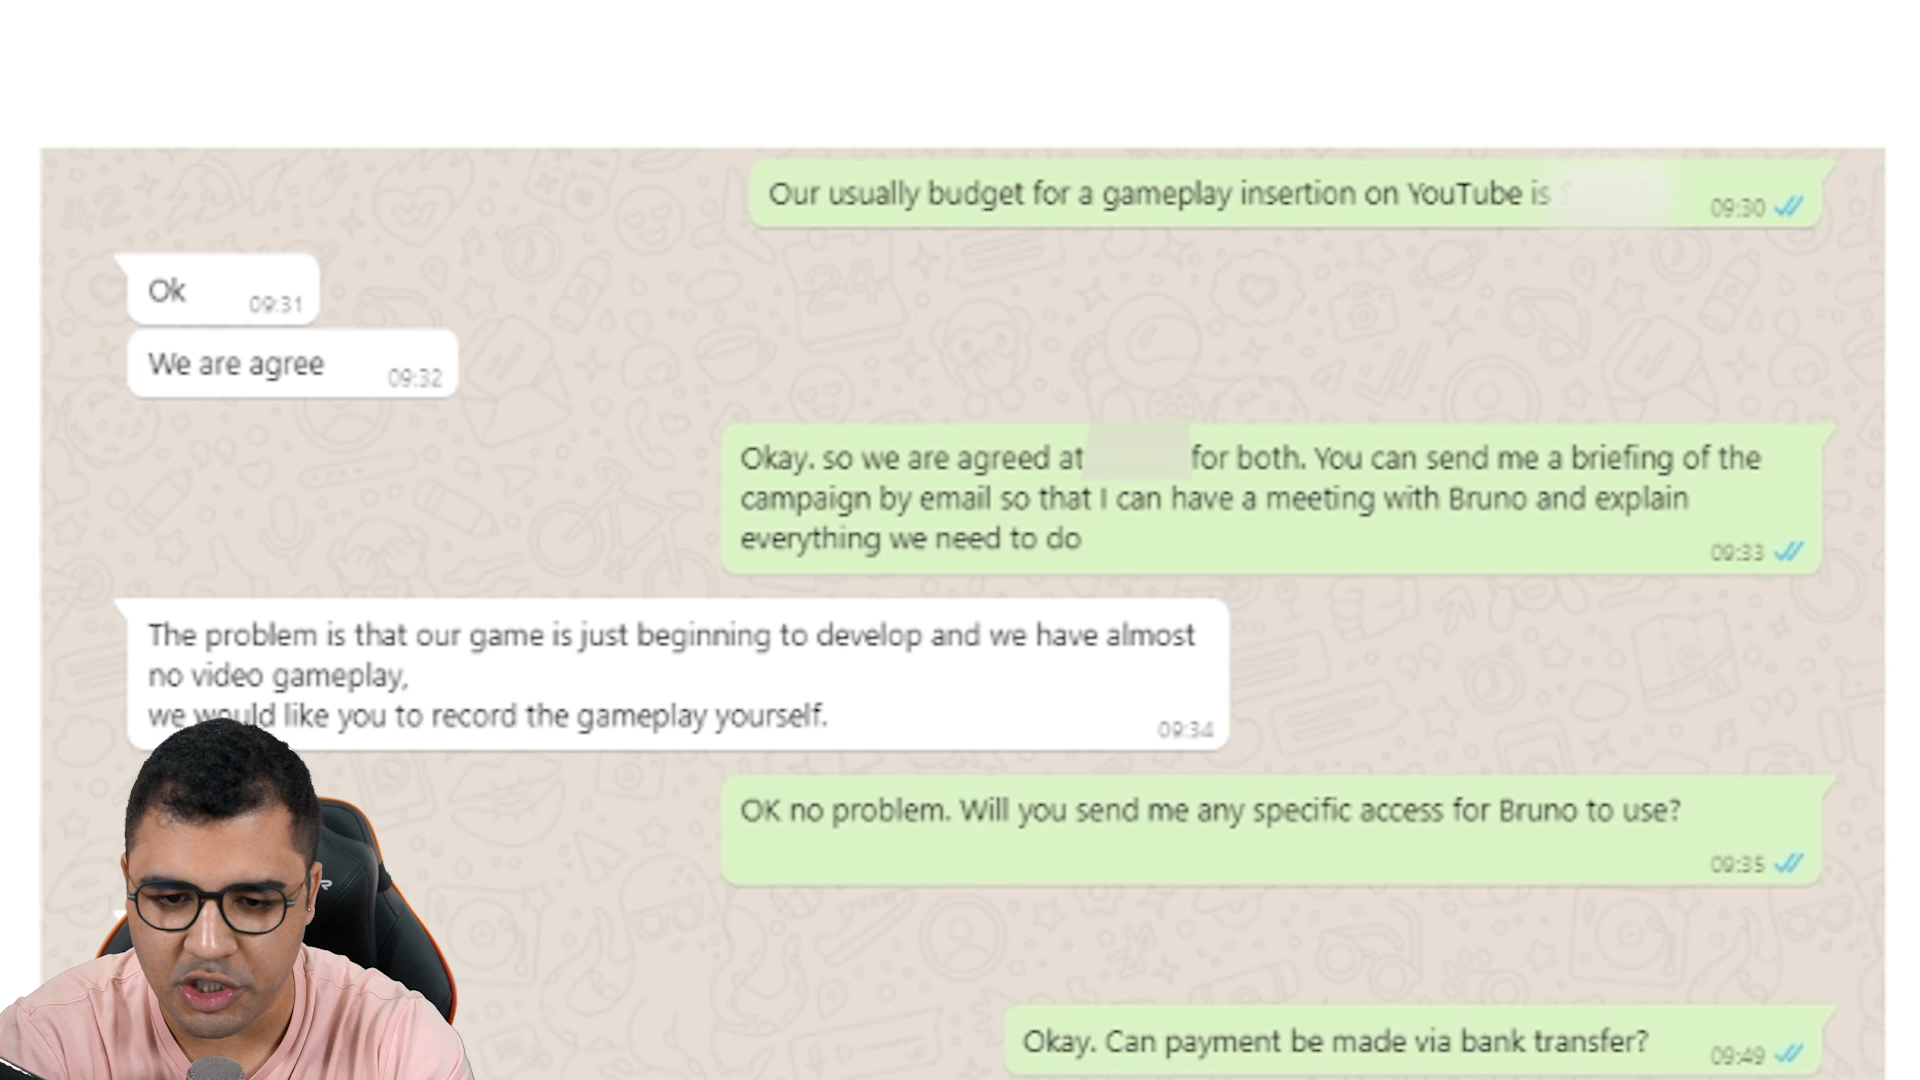 Our usually budget for a gameplay insertion on YouTube is
09:30
Ok
09:31
We are agree
09:32
Okay. so we are agreed at for both. You can send me a briefing of the
campaign by email so that I can have a meeting with Bruno and explain
everything we need to do
09:33
The problem is that our game is just beginning to develop and we have almost
no video gameplay,
we would like you to record the gameplay yourself.
09:34
OK no problem. Will you send me any specific access for Bruno to use?
09:35
Okay. Can payment be made via bank transfer?
09:49